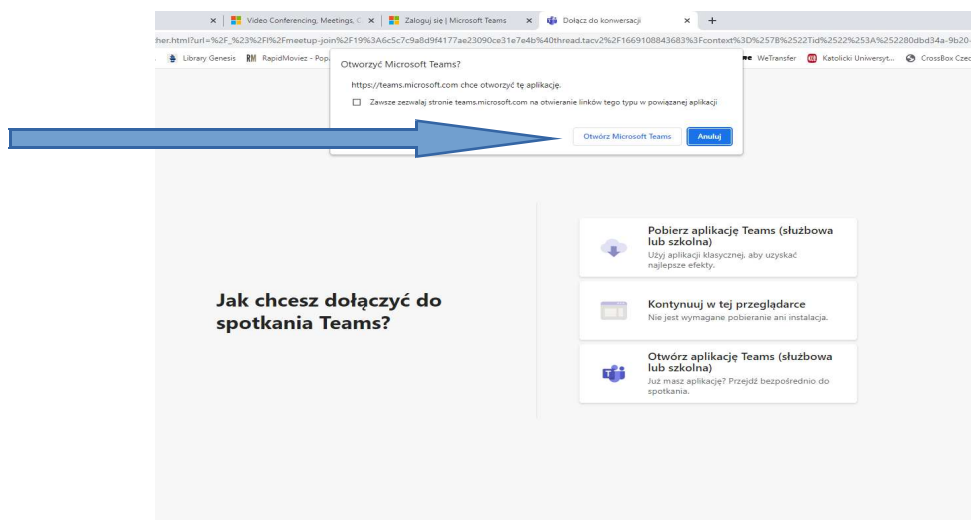 Video Conferencing, Meetings, C
Zaloguj się | Microsoft Teams
Dołącz do konwersacji
her.html?url=%2F_%23%2Fl%2Fmeetup-join%2F19%3A6c5c7c9a8d9f4177ae23090ce31e7e4b%40thread.tacv2%2F1669108843683%3Fcontext%3D%257B%2522Tid%2522%253A%252280dbd34a-9b20-
Library Genesis
RM RapidMoviez - Pop
WeTransfer
Katolicki Uniwersyt...
CrossBox Czec
Otworzyć Microsoft Teams?
https://teams.microsoft.com chce otworzyć tę aplikację.
Zawsze zezwalaj stronie teams.microsoft.com na otwieranie linków tego typu w powiązanej aplikacji
Otwórz Microsoft Teams
Anuluj
Jak chcesz dołączyć do
spotkania Teams?
Pobierz aplikację Teams (służbowa
lub szkolna)
Użyj aplikacji klasycznej, aby uzyskać
najlepsze efekty.
Kontynuuj w tej przeglądarce
Nie jest wymagane pobieranie ani instalacja.
Otwórz aplikację Teams (służbowa
lub szkolna)
Już masz aplikację? Przejdź bezpośrednio do
spotkania.